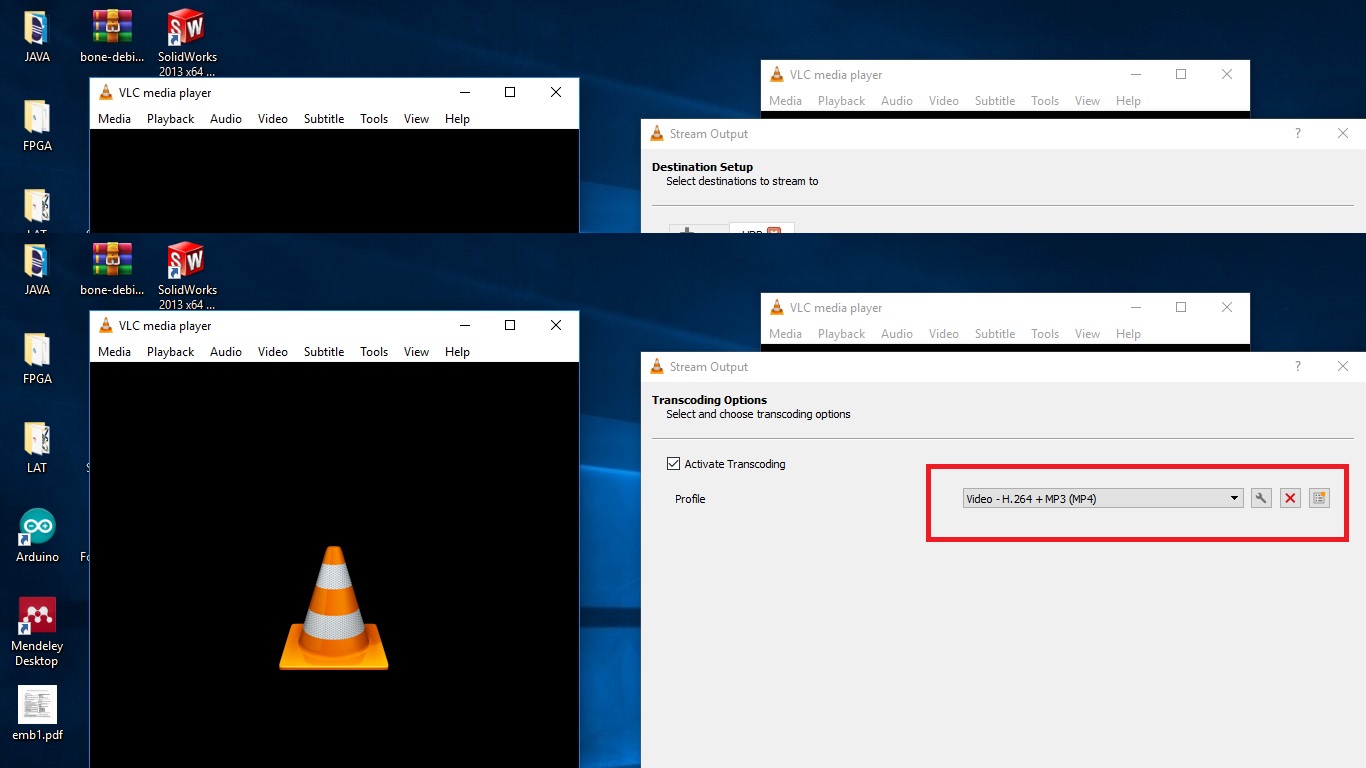 JAVA
bone-debi...
SolidWorks
2013 x64 ...
FPGA
VLC media player
Media Playback Audio Video Subtitle Tools View Help
VLC media player
Media Playback Audio Video Subtitle Tools View Help
Stream Output
?
Destination Setup
Select destinations to stream to
JAVA
bone-debi...
SolidWorks
2013 x64 ...
FPGA
LAT
Arduino
Mendeley
Desktop
emb1.pdf
VLC media player
Media Playback Audio Video Subtitle Tools View Help
VLC media player
Media Playback Audio Video Subtitle Tools View Help
Stream Output
?
Transcoding Options
Select and choose transcoding options
Activate Transcoding
Profile
Video - H.264 + MP3 (MP4)